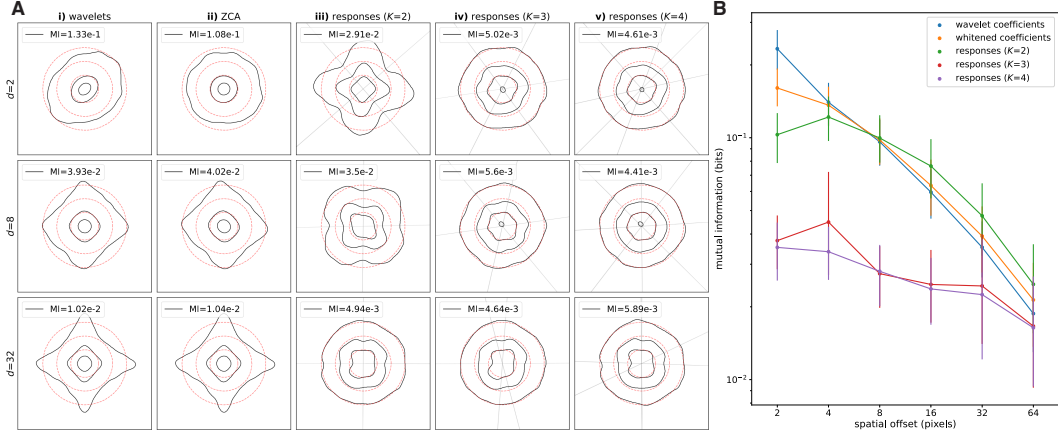 A
i) wavelets
ii) ZCA
iii) responses (K=2)
iv) responses (K=3)
v) responses (K=4)
d=2
MI=1.33e-1
MI=1.08e-1
MI=2.91e-2
MI=5.02e-3
MI=4.61e-3
d=8
MI=3.93e-2
MI=4.02e-2
MI=3.5e-2
MI=5.6e-3
MI=4.41e-3
d=32
MI=1.02e-2
MI=1.04e-2
MI=4.94e-3
MI=4.64e-3
MI=5.89e-3
B
wavelet coefficients
whitened coefficients
responses (K=2)
responses (K=3)
responses (K=4)
mutual information (bits)
10⁻¹
10⁻²
2 4 8 16 32 64
spatial offset (pixels)